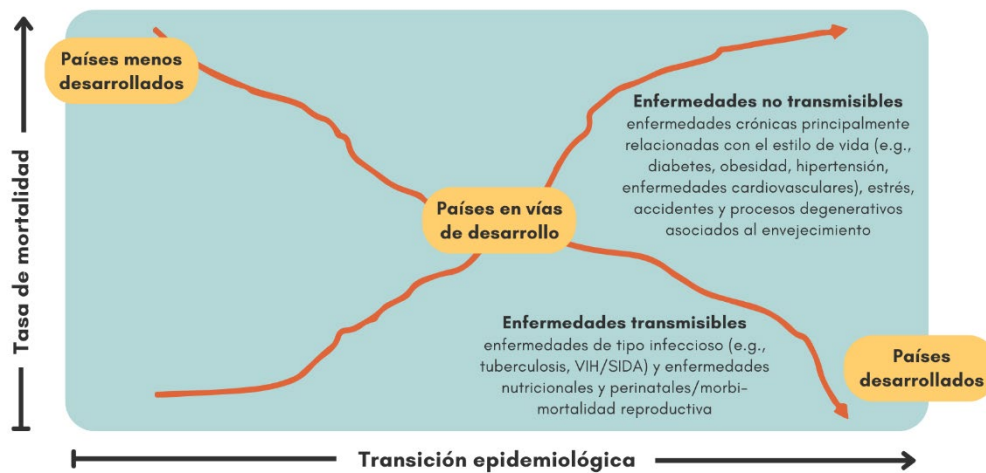 Tasa de mortalidad
Países menos
desarrollados
Enfermedades no transmisibles
enfermedades crónicas principalmente
relacionadas con el estilo de vida (e.g.,
diabetes, obesidad, hipertensión,
enfermedades cardiovasculares), estrés,
accidentes y procesos degenerativos
asociados al envejecimiento
Países en vías
de desarrollo
Enfermedades transmisibles
enfermedades de tipo infeccioso (e.g.,
tuberculosis, VIH/SIDA) y enfermedades
nutricionales y perinatales/morbi-
mortalidad reproductiva
Países
desarrollados
Transición epidemiológica